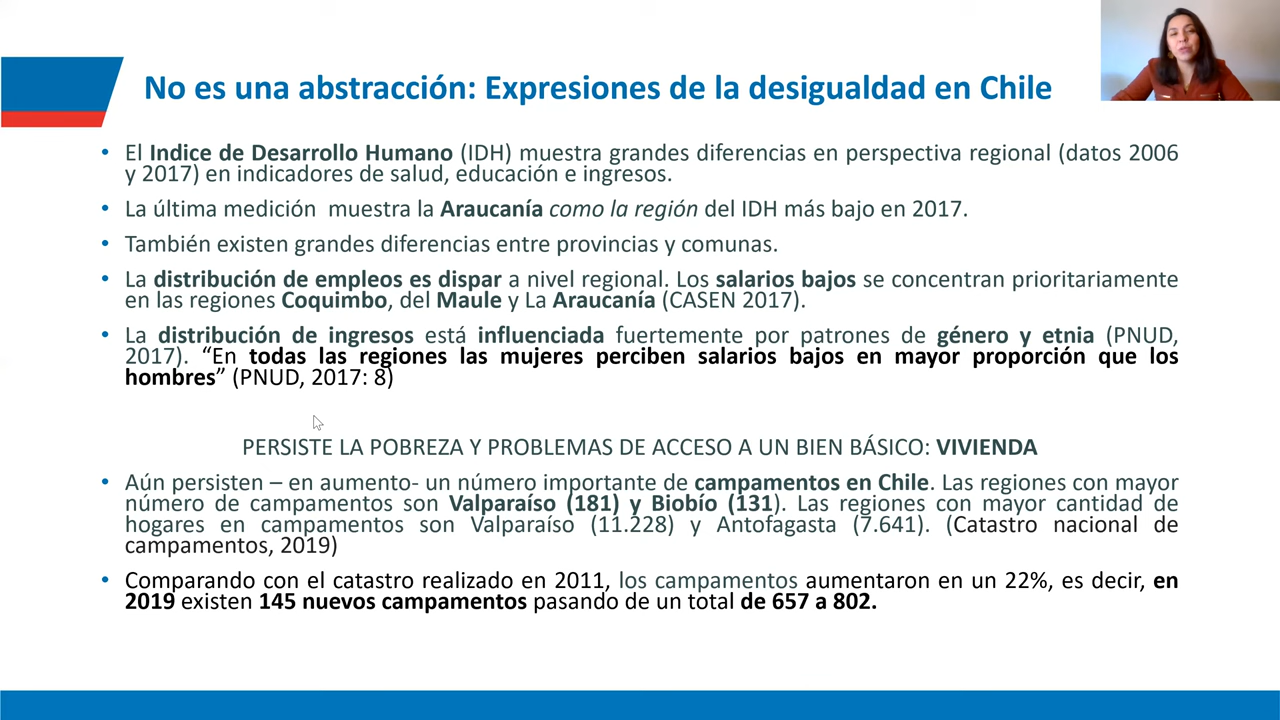 No es una abstracción: Expresiones de la desigualdad en Chile
• El Indice de Desarrollo Humano (IDH) muestra grandes diferencias en perspectiva regional (datos 2006
y 2017) en indicadores de salud, educación e ingresos.
• La última medición muestra la Araucanía como la región del IDH más bajo en 2017.
• También existen grandes diferencias entre provincias y comunas.
• La distribución de empleos es dispar a nivel regional. Los salarios bajos se concentran prioritariamente
en las regiones Coquimbo, del Maule y La Araucanía (CASEN 2017).
• La distribución de ingresos está influenciada fuertemente por patrones de género y etnia (PNUD,
2017). “En todas las regiones las mujeres perciben salarios bajos en mayor proporción que los
hombres” (PNUD, 2017: 8)
PERSISTE LA POBREZA Y PROBLEMAS DE ACCESO A UN BIEN BÁSICO: VIVIENDA
• Aún persisten – en aumento- un número importante de campamentos en Chile. Las regiones con mayor
número de campamentos son Valparaíso (181) y Biobío (131). Las regiones con mayor cantidad de
hogares en campamentos son Valparaíso (11.228) y Antofagasta (7.641). (Catastro nacional de
campamentos, 2019)
• Comparando con el catastro realizado en 2011, los campamentos aumentaron en un 22%, es decir, en
2019 existen 145 nuevos campamentos pasando de un total de 657 a 802.